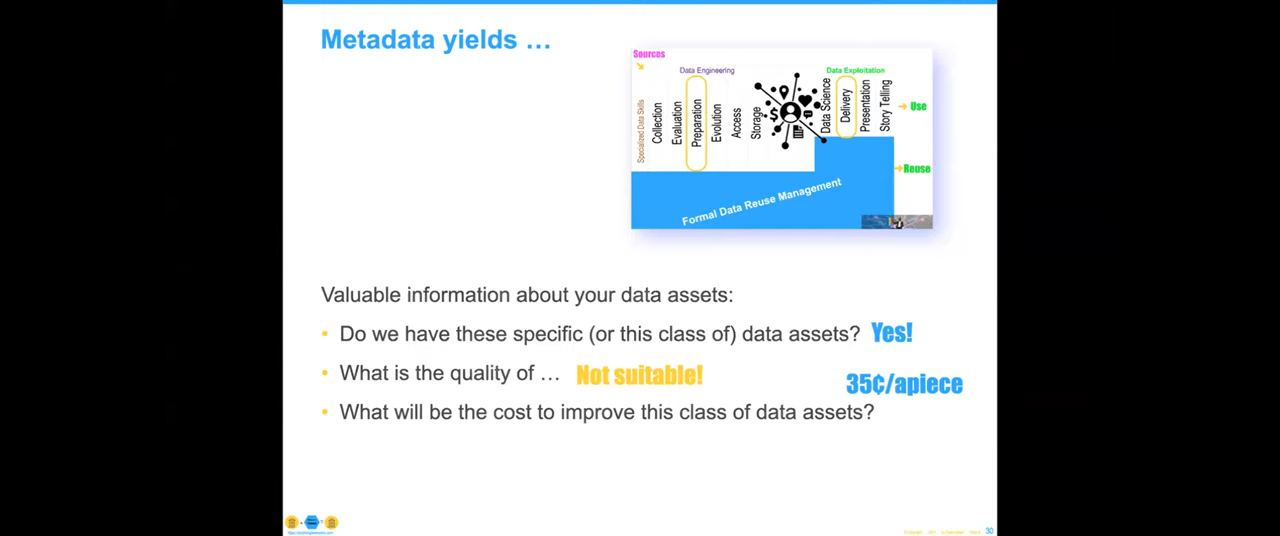 Metadata yields …
Sources
Data Engineering
Data Exploitation
Specialized Data Skills
Collection
Evaluation
Preparation
Evolution
Access
Storage
$
Data Science
Delivery
Presentation
Story Telling
Use
Reuse
Formal Data Reuse Management
Valuable information about your data assets:
• Do we have these specific (or this class of) data assets? Yes!
• What is the quality of … Not suitable!
35¢/apiece
• What will be the cost to improve this class of data assets?
30